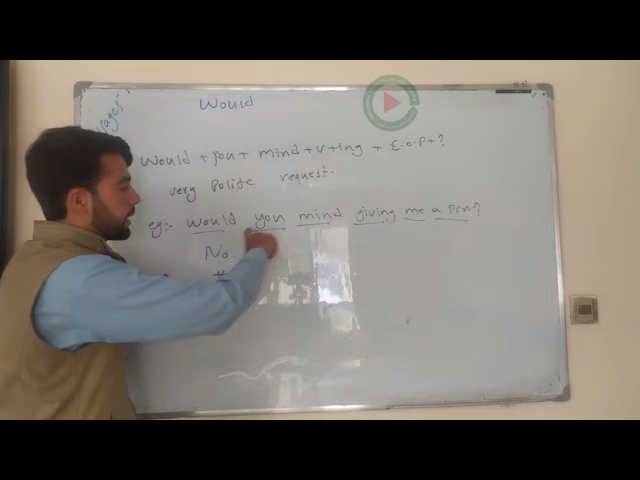 Would
Would + you + mind + v+ing + E.O.P+?
very Polite request.
eg:- Would you mind giving me a Pen?
No.